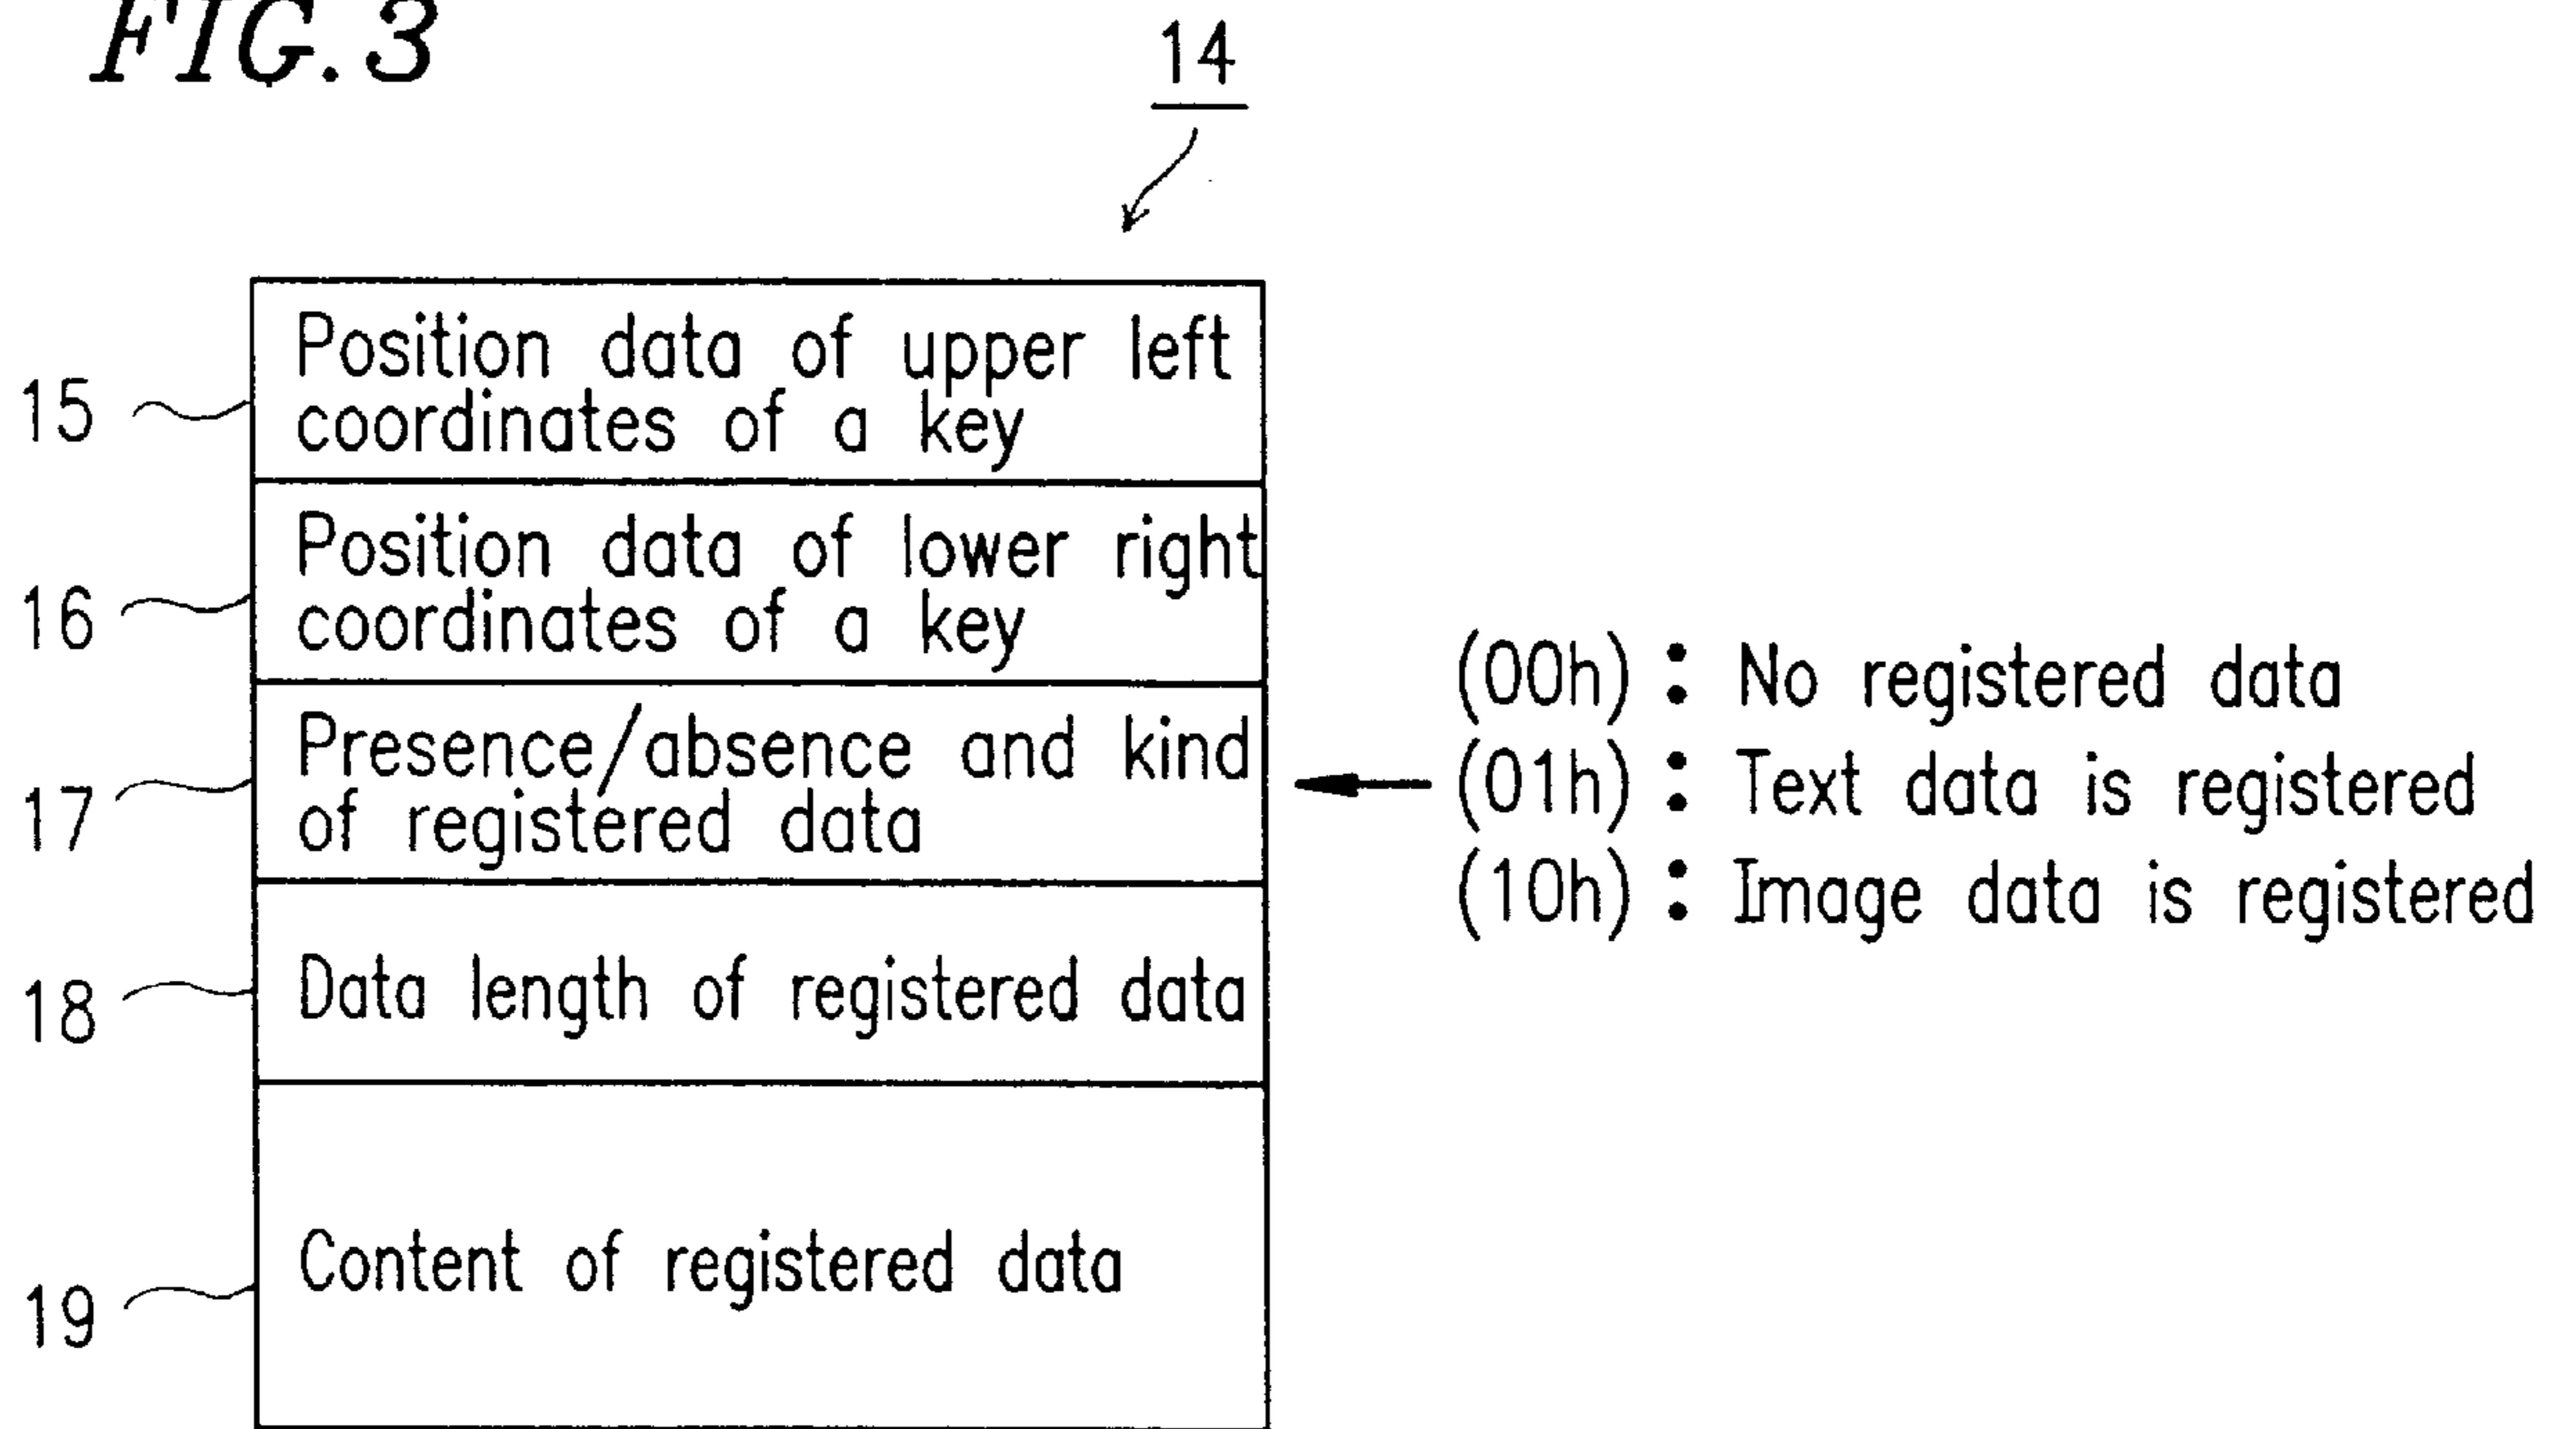 FIG. 3
14
15
Position data of upper left
coordinates of a key
16
Position data of lower right
coordinates of a key
17
Presence/absence and kind
of registered data
(00h) : No registered data
(01h) : Text data is registered
(10h) : Image data is registered
18
Data length of registered data
19
Content of registered data